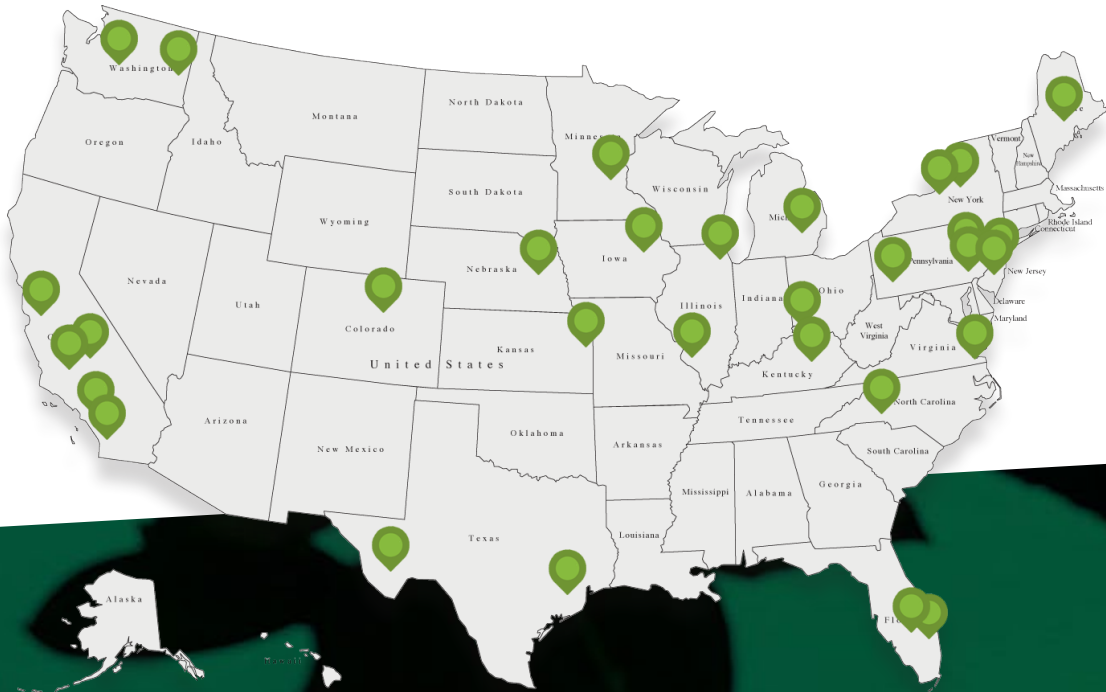 Washington
Montana
North Dakota
Oregon
Idaho
Vermont
New
Hampshire
South Dakota
Wisconsin
Massachusetts
Wyoming
New York
Rhode Island
Connecticut
Iowa
Pennsylvania
Nebraska
New Jersey
Nevada
Ohio
Utah
Illinois
Indiana
Delaware
Maryland
Colorado
West
Virginia
Virginia
Kansas
Missouri
United States
Kentucky
North Carolina
Arizona
Tennessee
Oklahoma
Arkansas
New Mexico
South Carolina
Georgia
Mississippi
Alabama
Louisiana
Texas
Alaska
Hawaii